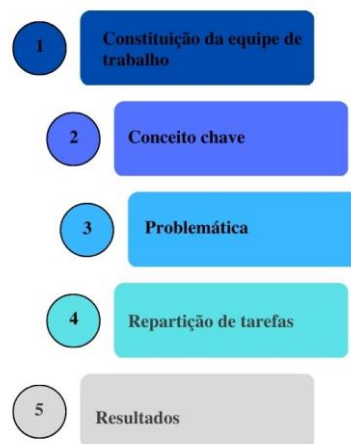 1
Constituição da equipe de
trabalho
2
Conceito chave
3
Problemática
4
Repartição de tarefas
5
Resultados